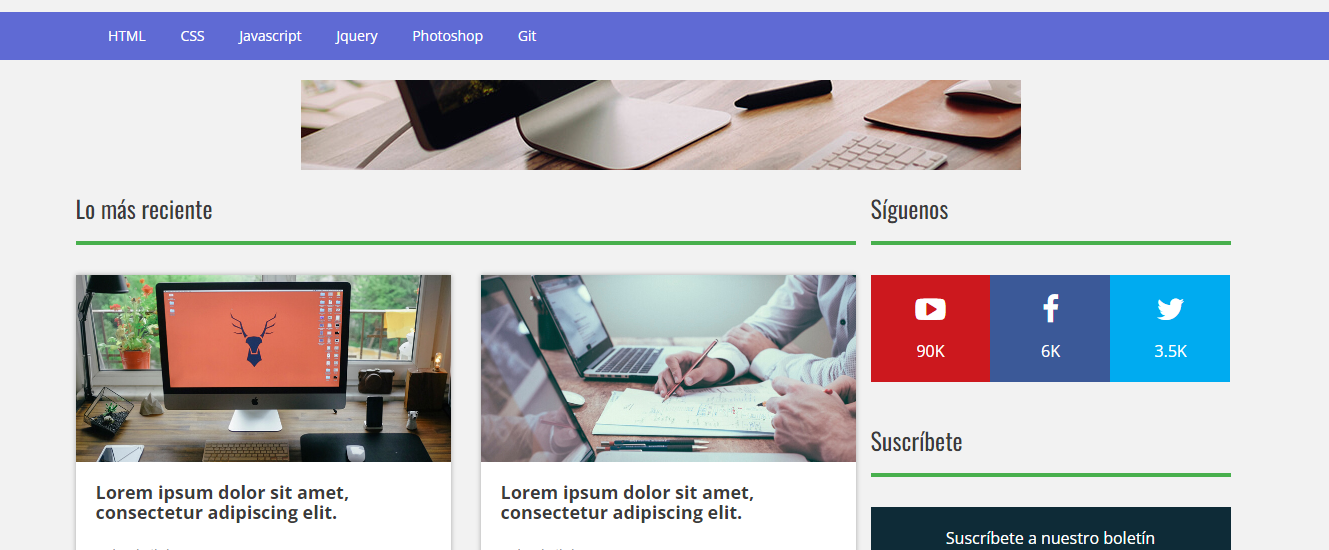 HTML CSS Javascript Jquery Photoshop Git
Lo más reciente
Síguenos
90K
6K
3.5K
Lorem ipsum dolor sit amet,
consectetur adipiscing elit.
Lorem ipsum dolor sit amet,
consectetur adipiscing elit.
Suscríbete
Suscríbete a nuestro boletín